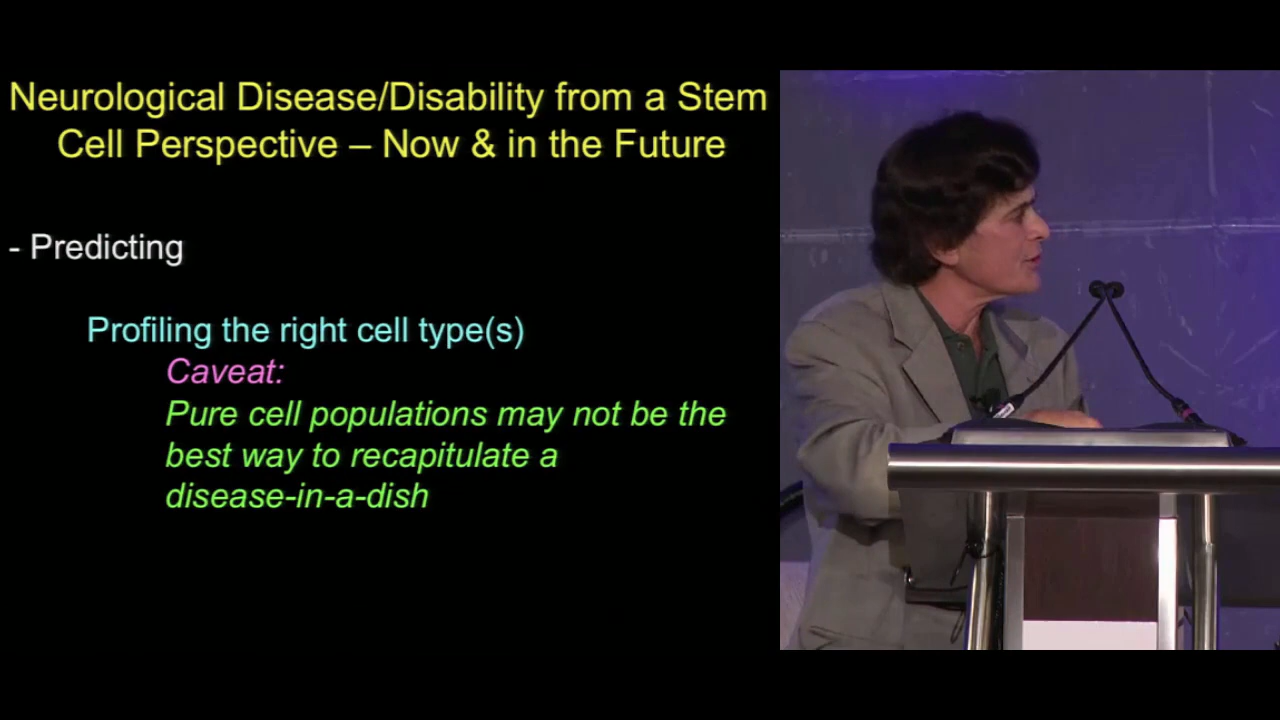 Neurological Disease/Disability from a Stem
Cell Perspective – Now & in the Future
- Predicting
Profiling the right cell type(s)
Caveat:
Pure cell populations may not be the
best way to recapitulate a
disease-in-a-dish